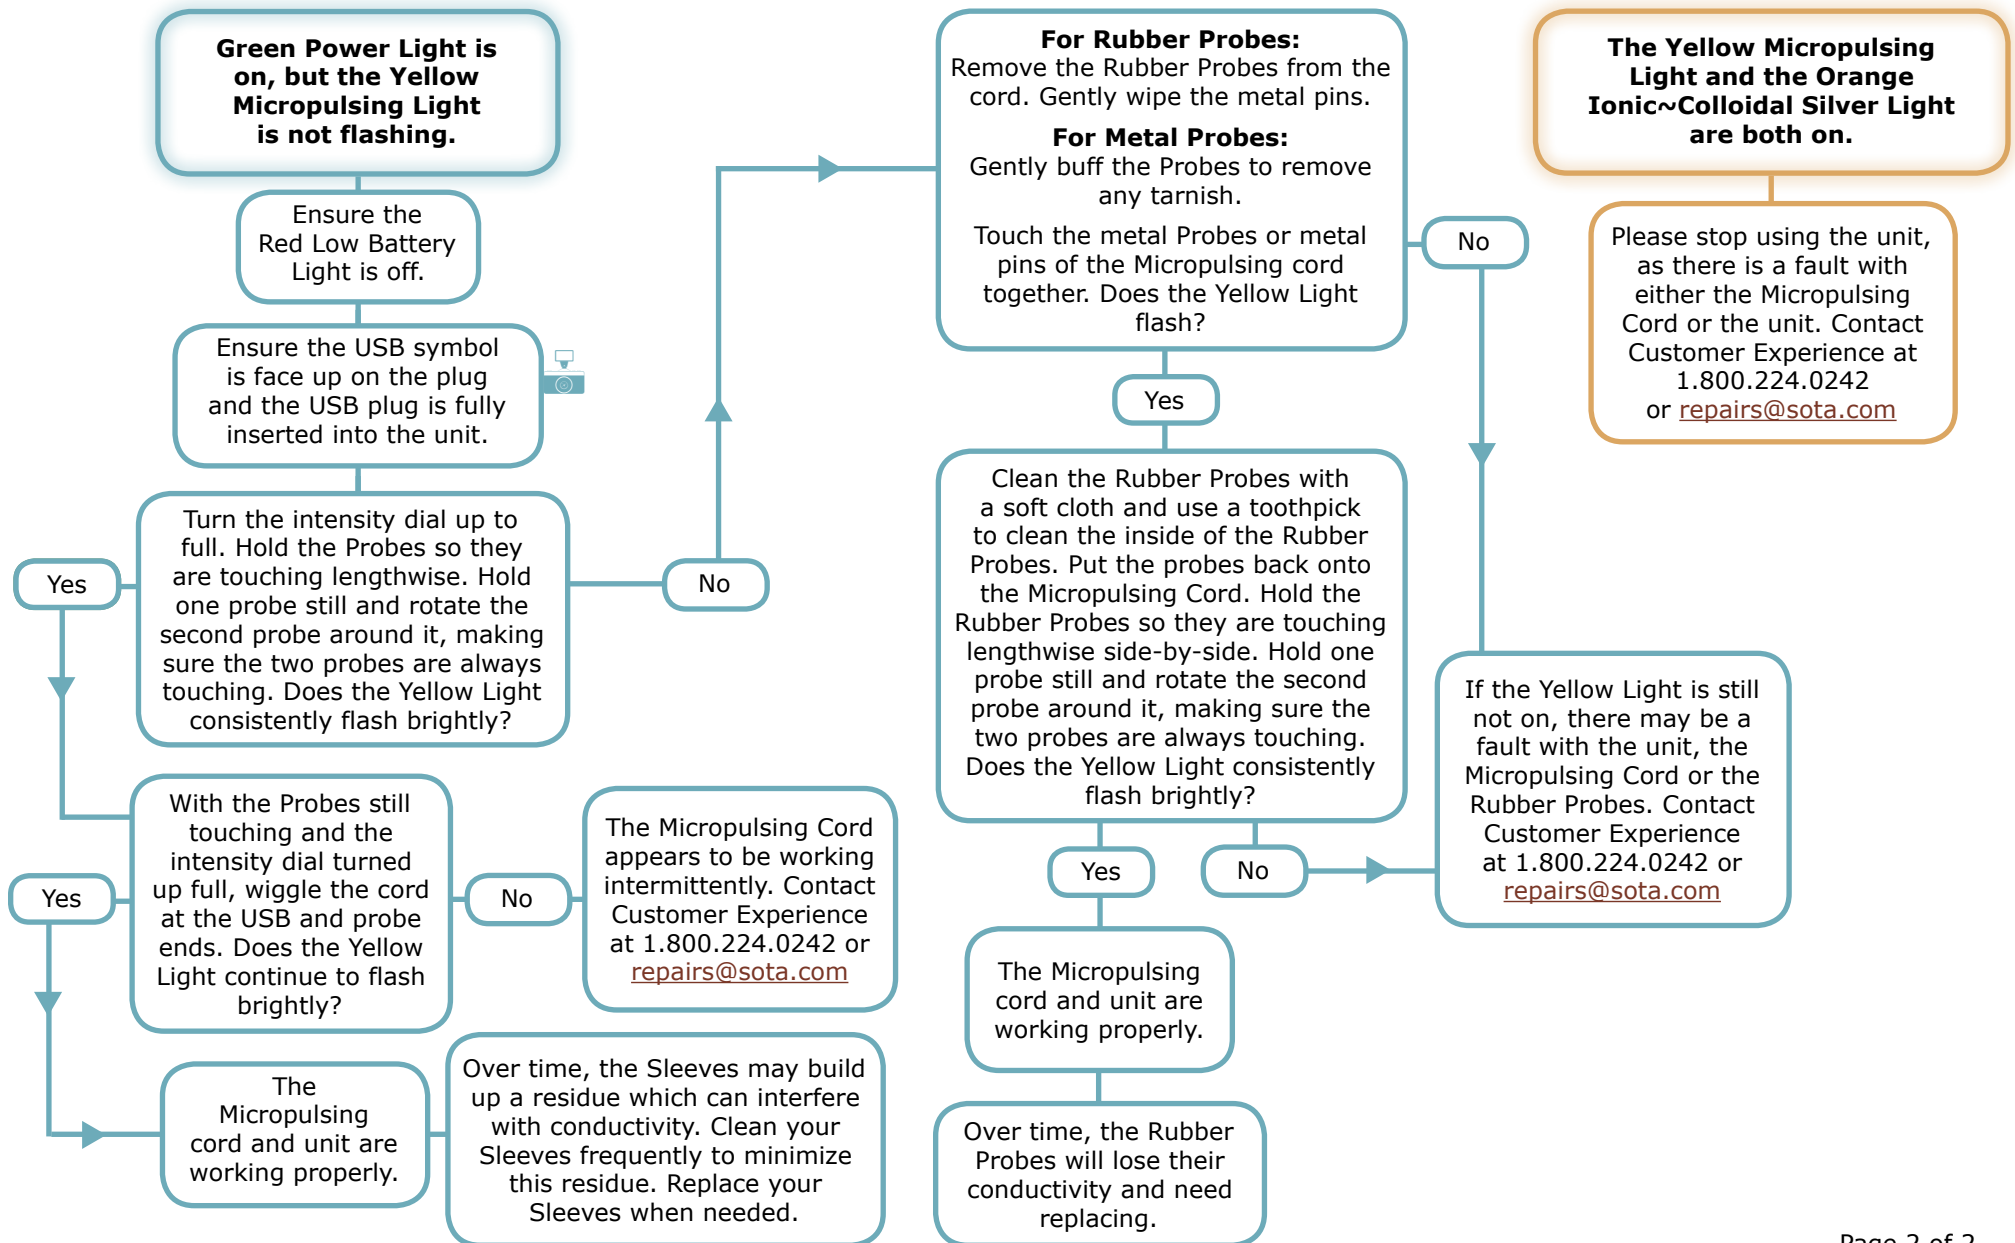 Green Power Light is
on, but the Yellow
Micropulsing Light
is not flashing.
Ensure the
Red Low Battery
Light is off.
Ensure the USB symbol
is face up on the plug
and the USB plug is fully
inserted into the unit.
Turn the intensity dial up to
full. Hold the Probes so they
are touching lengthwise. Hold
one probe still and rotate the
second probe around it, making
sure the two probes are always
touching. Does the Yellow Light
consistently flash brightly?
Yes
No
With the Probes still
touching and the
intensity dial turned
up full, wiggle the cord
at the USB and probe
ends. Does the Yellow
Light continue to flash
brightly?
Yes
No
The Micropulsing Cord
appears to be working
intermittently. Contact
Customer Experience
at 1.800.224.0242 or
repairs@sota.com
The
Micropulsing
cord and unit are
working properly.
Over time, the Sleeves may build
up a residue which can interfere
with conductivity. Clean your
Sleeves frequently to minimize
this residue. Replace your
Sleeves when needed.
For Rubber Probes:
Remove the Rubber Probes from the
cord. Gently wipe the metal pins.
For Metal Probes:
Gently buff the Probes to remove
any tarnish.
Touch the metal Probes or metal
pins of the Micropulsing cord
together. Does the Yellow Light
flash?
No
Yes
Clean the Rubber Probes with
a soft cloth and use a toothpick
to clean the inside of the Rubber
Probes. Put the probes back onto
the Micropulsing Cord. Hold the
Rubber Probes so they are touching
lengthwise side-by-side. Hold one
probe still and rotate the second
probe around it, making sure the
two probes are always touching.
Does the Yellow Light consistently
flash brightly?
Yes
No
The Micropulsing
cord and unit are
working properly.
Over time, the Rubber
Probes will lose their
conductivity and need
replacing.
If the Yellow Light is still
not on, there may be a
fault with the unit, the
Micropulsing Cord or the
Rubber Probes. Contact
Customer Experience
at 1.800.224.0242 or
repairs@sota.com
The Yellow Micropulsing
Light and the Orange
Ionic~Colloidal Silver Light
are both on.
Please stop using the unit,
as there is a fault with
either the Micropulsing
Cord or the unit. Contact
Customer Experience at
1.800.224.0242
or repairs@sota.com
Page 2 of 2